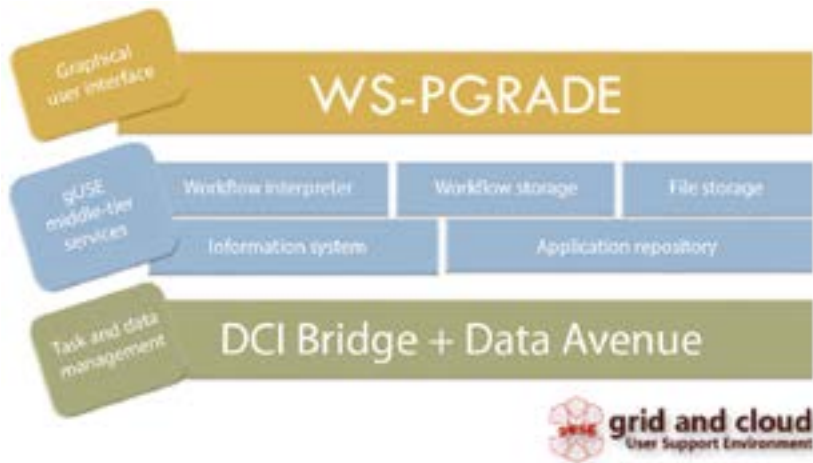 Graphical
user interface
WS-PGRADE
gUSE
middle-tier
services
Workflow interpreter
Workflow storage
File storage
Information system
Application repository
Task and data
management
DCI Bridge + Data Avenue
gUSE
grid and cloud
User Support Environment